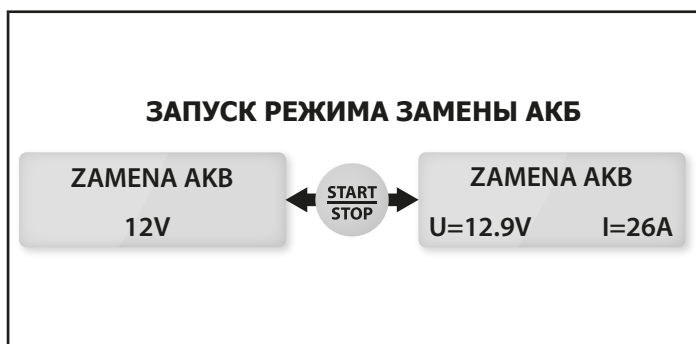 ЗАПУСК РЕЖИМА ЗАМЕНЫ АКБ
ZAMENA AKB
12V
START
STOP
ZAMENA AKB
U=12.9V I=26A